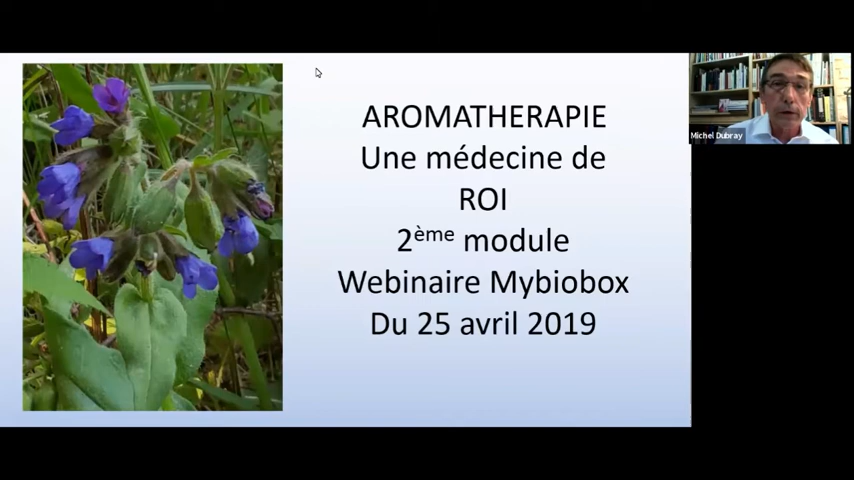 AROMATHERAPIE
Une médecine de
ROI
2ème module
Webinaire Mybiobox
Du 25 avril 2019
Michel Dubray